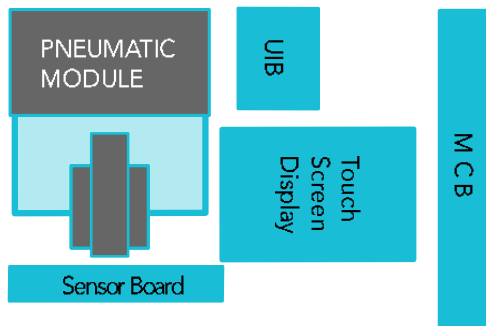 PNEUMATIC
MODULE
UIB
Touch
Screen
Display
M C B
Sensor Board